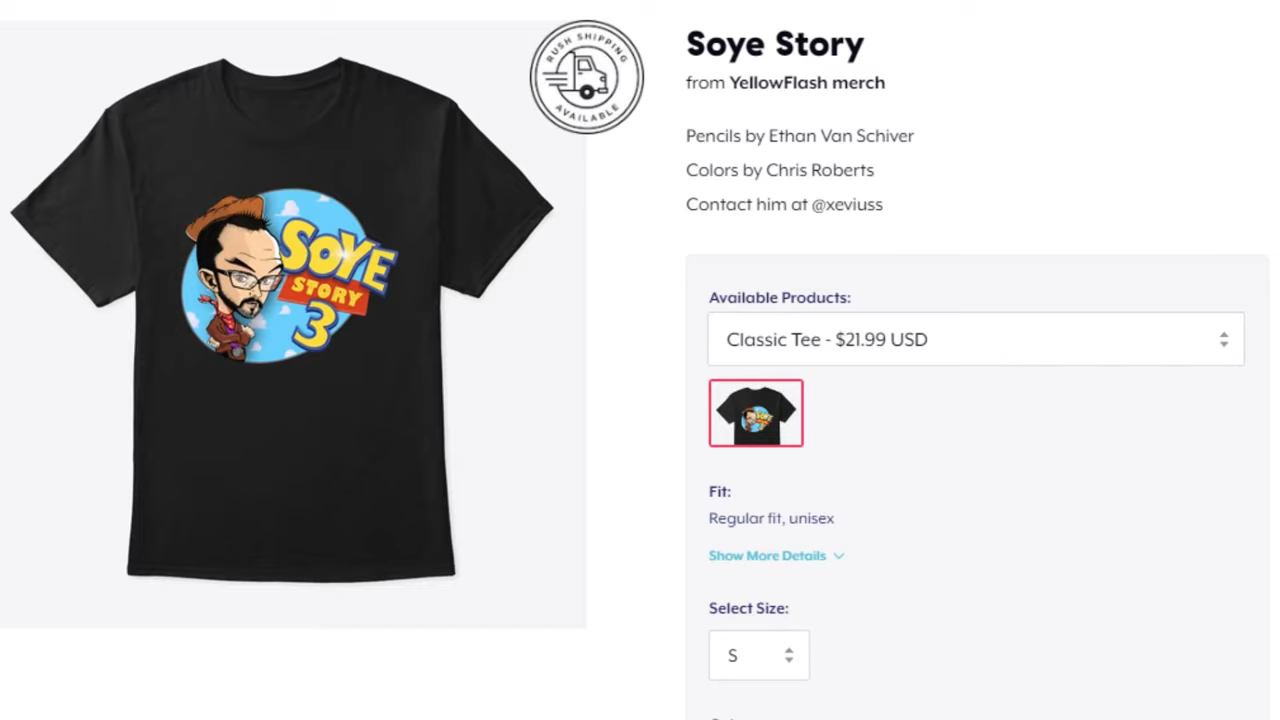 RUSH SHIPPING
AVAILABLE
SOYE
STORY
3
Soye Story
from YellowFlash merch
Pencils by Ethan Van Schiver
Colors by Chris Roberts
Contact him at @xeviuss
Available Products:
Classic Tee - $21.99 USD
Fit:
Regular fit, unisex
Show More Details
Select Size:
S